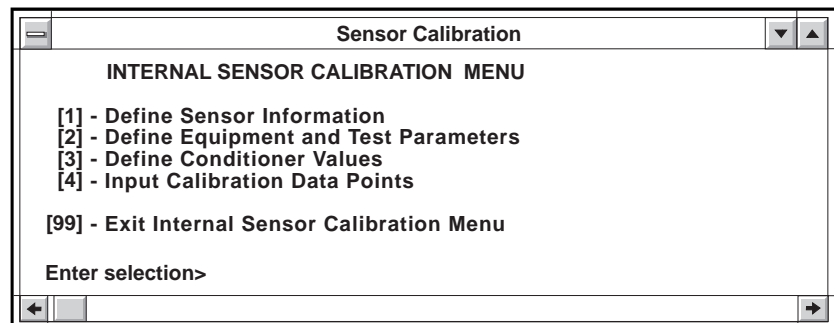 Sensor Calibration
INTERNAL SENSOR CALIBRATION MENU
[1] - Define Sensor Information
[2] - Define Equipment and Test Parameters
[3] - Define Conditioner Values
[4] - Input Calibration Data Points
[99] - Exit Internal Sensor Calibration Menu
Enter selection>